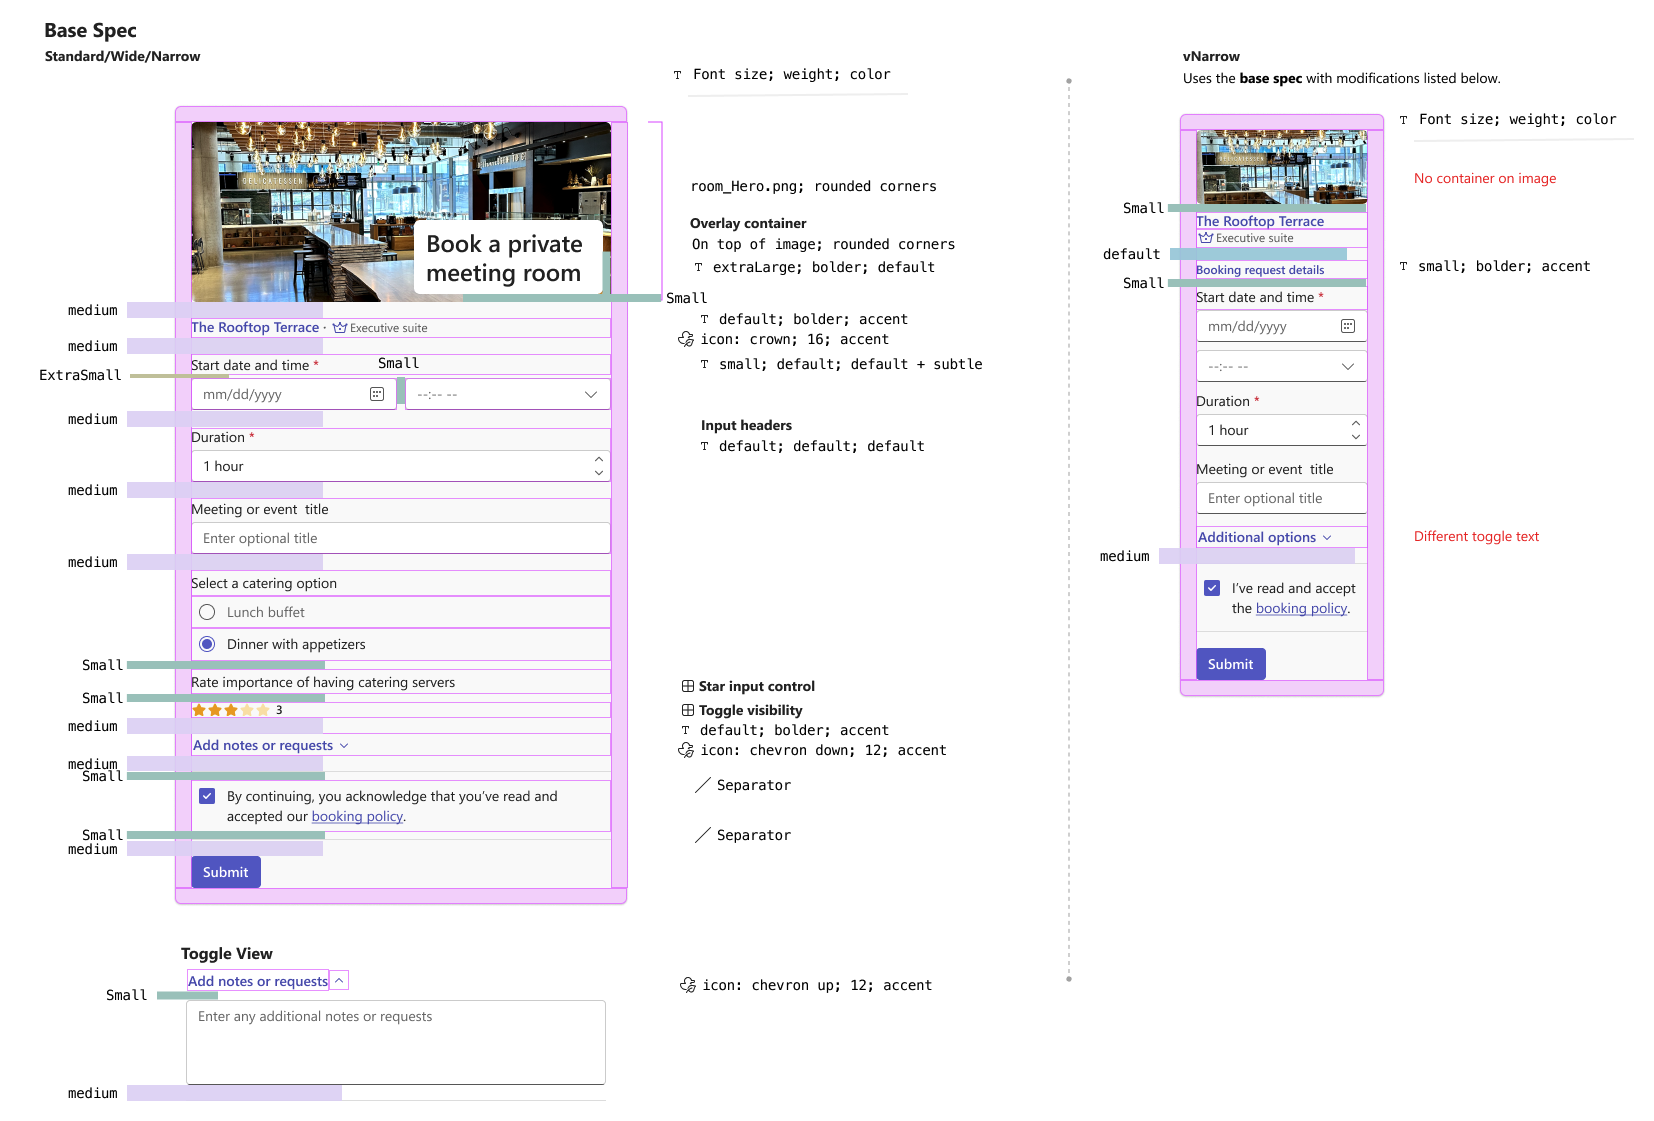 Base Spec
Standard/Wide/Narrow
T Font size; weight; color
DELICATESSEN
room_Hero.png; rounded corners
Book a private
meeting room
Overlay container
On top of image; rounded corners
T extraLarge; bolder; default
Small
medium
The Rooftop Terrace · Executive suite
T default; bolder; accent
icon: crown; 16; accent
medium
Start date and time *
Small
T small; default; default + subtle
ExtraSmall
mm/dd/yyyy
--:-- --
medium
Duration *
Input headers
T default; default; default
1 hour
medium
Meeting or event  title
Enter optional title
medium
Select a catering option
Lunch buffet
Dinner with appetizers
Small
Rate importance of having catering servers
Star input control
Small
3
Toggle visibility
medium
T default; bolder; accent
Add notes or requests
icon: chevron down; 12; accent
medium
Small
Separator
By continuing, you acknowledge that you've read and
accepted our booking policy.
Small
Separator
medium
Submit
Toggle View
Add notes or requests
icon: chevron up; 12; accent
Small
Enter any additional notes or requests
medium
vNarrow
Uses the base spec with modifications listed below.
T Font size; weight; color
DELICATESSEN
No container on image
Small
The Rooftop Terrace
Executive suite
default
Booking request details
T small; bolder; accent
Small
Start date and time *
mm/dd/yyyy
--:-- --
Duration *
1 hour
Meeting or event  title
Enter optional title
Additional options
Different toggle text
medium
I've read and accept
the booking policy.
Submit